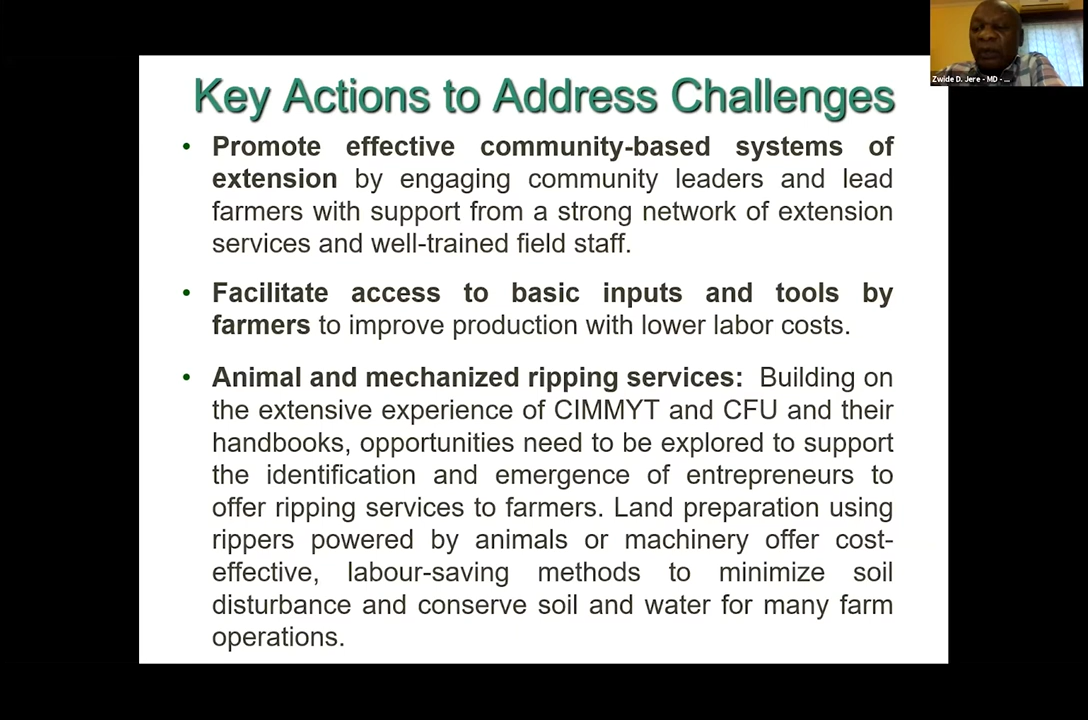 Key Actions to Address Challenges
• Promote effective community-based systems of
extension by engaging community leaders and lead
farmers with support from a strong network of extension
services and well-trained field staff.
• Facilitate access to basic inputs and tools by
farmers to improve production with lower labor costs.
• Animal and mechanized ripping services: Building on
the extensive experience of CIMMYT and CFU and their
handbooks, opportunities need to be explored to support
the identification and emergence of entrepreneurs to
offer ripping services to farmers. Land preparation using
rippers powered by animals or machinery offer cost-
effective, labour-saving methods to minimize soil
disturbance and conserve soil and water for many farm
operations.
Zwide D. Jere - MD - ...